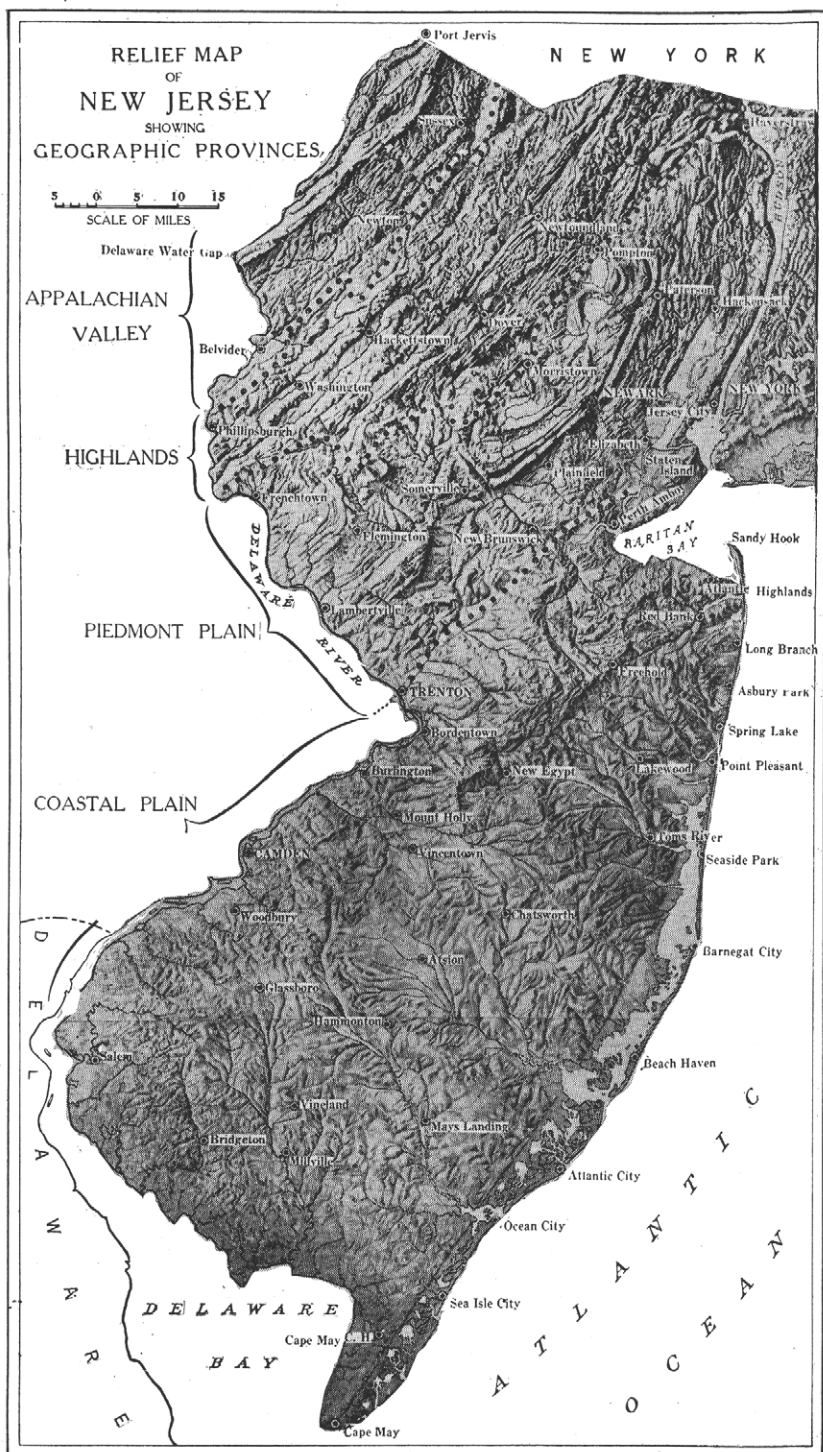 RELIEF MAP
OF
NEW JERSEY
SHOWING
GEOGRAPHIC PROVINCES
5 0 5 10 15
SCALE OF MILES
Port Jervis
NEW YORK
Sussex
Haverstraw
HUDSON
Newton
Newfoundland
Delaware Water Gap
Pompton
APPALACHIAN
VALLEY
Paterson
Hackensack
Dover
Hackettstown
Belvider
Morristown
Washington
NEWARK
NEW YORK
Jersey City
Phillipsburgh
HIGHLANDS
Elizabeth
Staten
Island
Plainfield
Somerville
Frenchtown
Perth Amboy
Flemington
New Brunswick
RARITAN
BAY
Sandy Hook
DELAWARE
RIVER
Atlantic Highlands
Lambertville
Red Bank
PIEDMONT PLAIN
Long Branch
Freehold
TRENTON
Asbury Park
Spring Lake
Bordentown
Point Pleasant
Lakewood
Burlington
New Egypt
COASTAL PLAIN
Mount Holly
Toms River
CAMDEN
Vincentown
Seaside Park
Woodbury
Chatsworth
Barnegat City
Atsion
Glassboro
Hammonton
Salem
Beach Haven
Vineland
Mays Landing
Bridgeton
Millville
Atlantic City
Ocean City
DELAWARE
Sea Isle City
DELAWARE
BAY
Cape May C. H.
Cape May
ATLANTIC
OCEAN